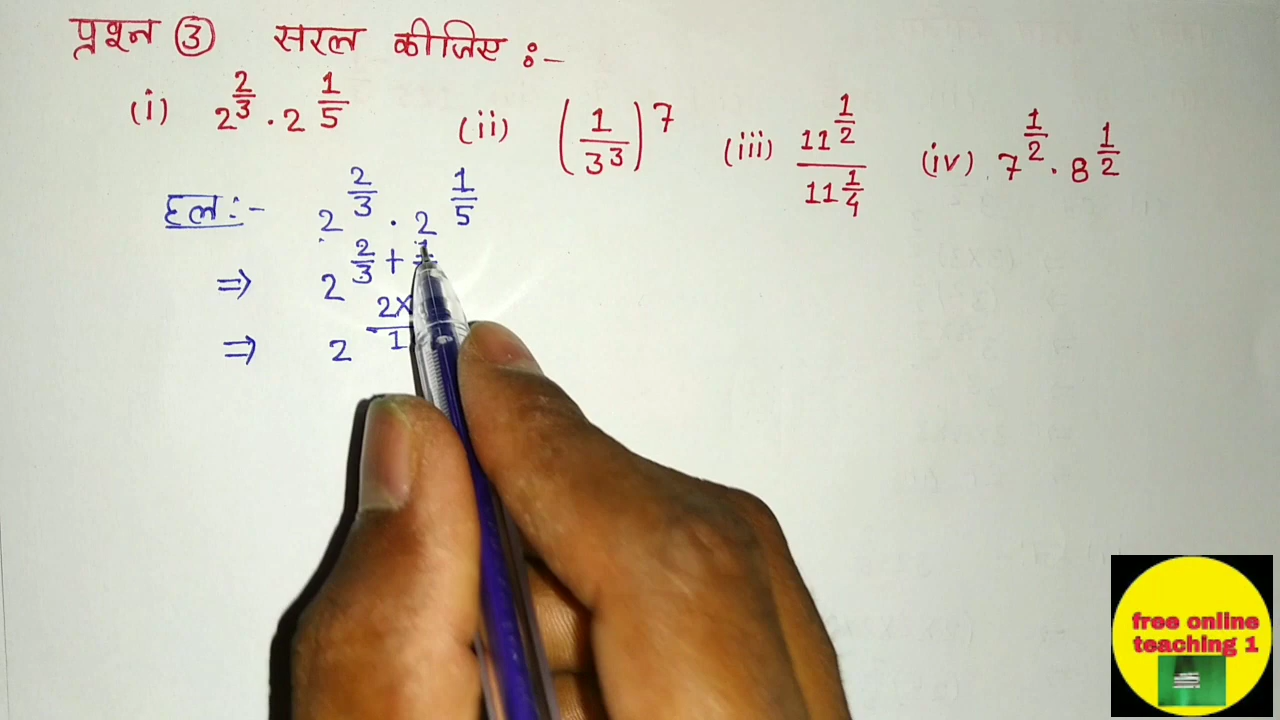 प्रश्न ③ सरल कीजिए :-
(i) 2^(2/3) . 2^(1/5) (ii) (1/3^3)^7 (iii) 11^(1/2)/11^(1/4) (iv) 7^(1/2) . 8^(1/2)
हल :- 2^(2/3) . 2^(1/5)
⇒ 2^(2/3 +
⇒ 2^(2×/1
free online
teaching 1